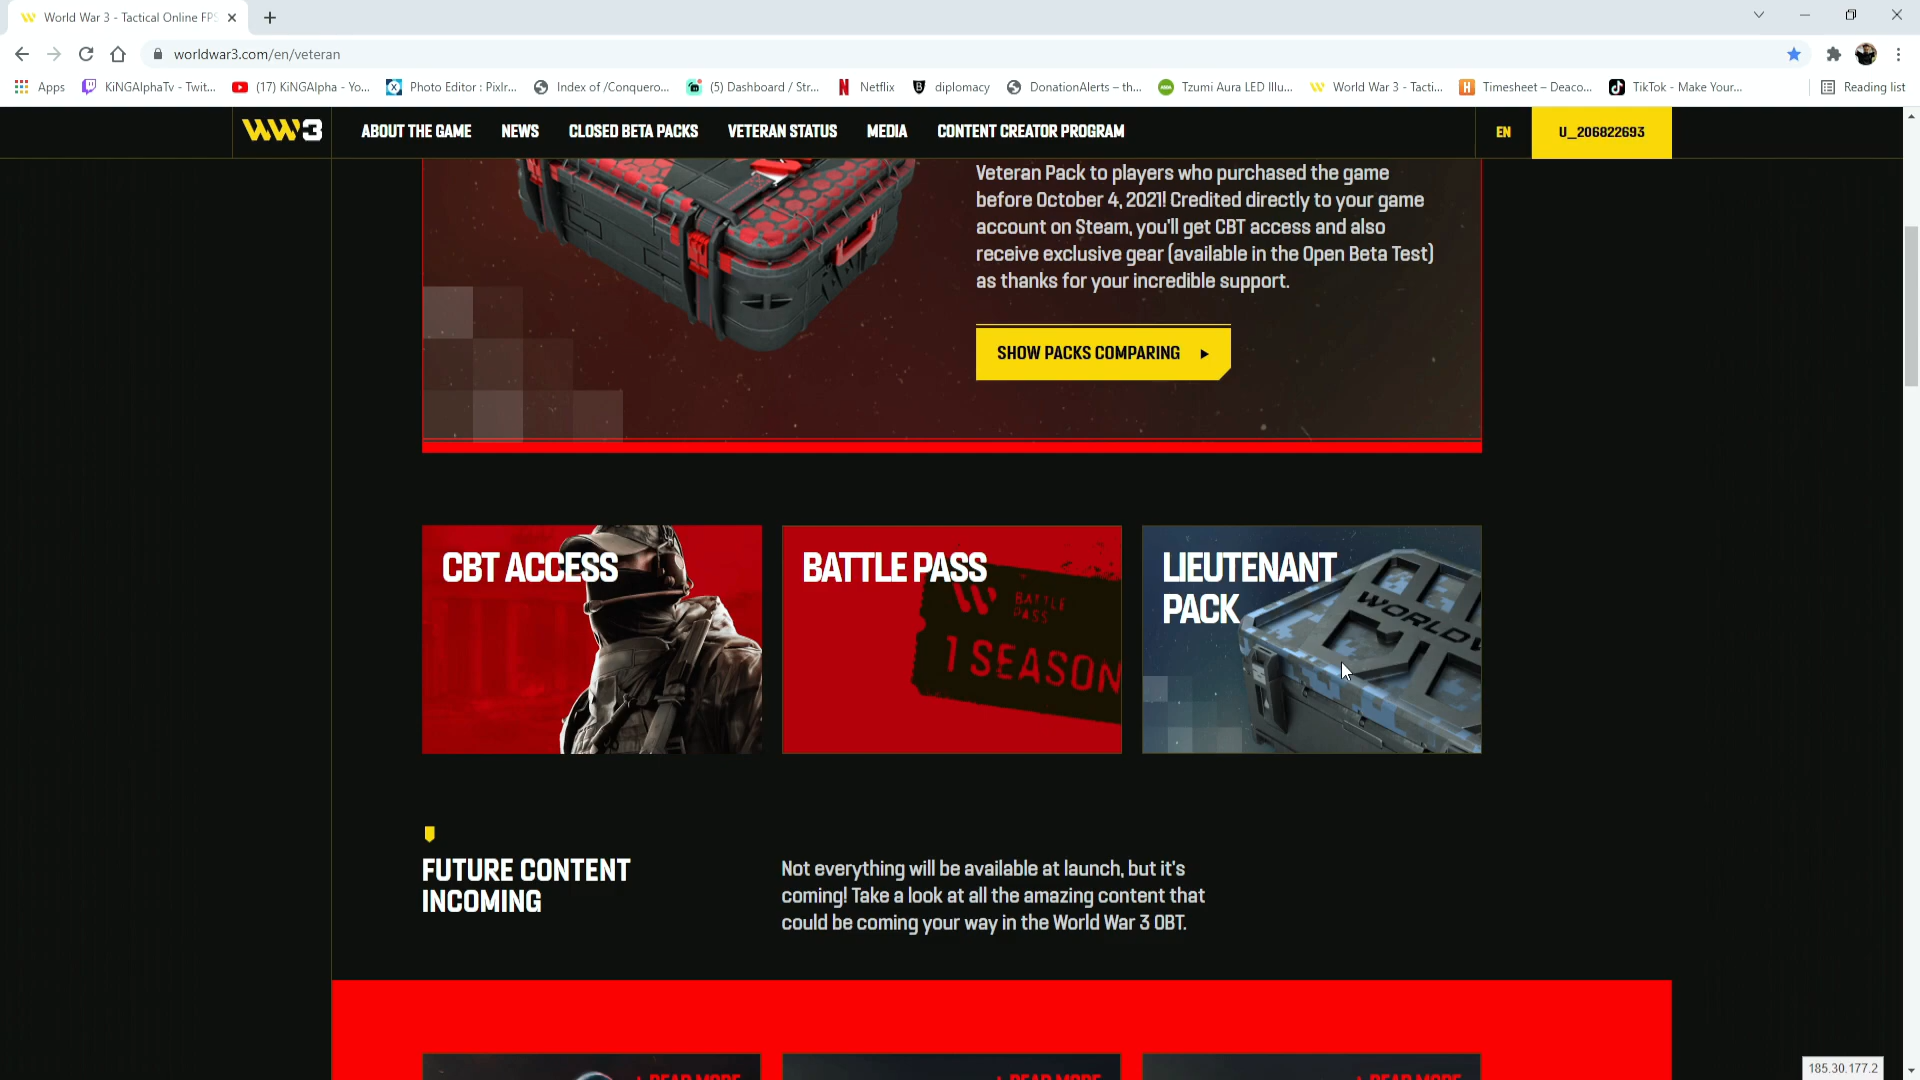 World War 3 - Tactical Online FPS
worldwar3.com/en/veteran
Apps
KiNGAlphaTv - Twit...
(17) KiNGAlpha - Yo...
Photo Editor : Pixlr...
Index of /Conquero...
(5) Dashboard / Str...
Netflix
diplomacy
DonationAlerts – th...
Tzumi Aura LED Illu...
World War 3 - Tacti...
Timesheet – Deaco...
TikTok - Make Your...
Reading list
WW3
ABOUT THE GAME
NEWS
CLOSED BETA PACKS
VETERAN STATUS
MEDIA
CONTENT CREATOR PROGRAM
EN
U_206822693
Veteran Pack to players who purchased the game
before October 4, 2021! Credited directly to your game
account on Steam, you'll get CBT access and also
receive exclusive gear (available in the Open Beta Test)
as thanks for your incredible support.
SHOW PACKS COMPARING
CBT ACCESS
BATTLE PASS
BATTLE
PASS
1 SEASON
LIEUTENANT
PACK
FUTURE CONTENT
INCOMING
Not everything will be available at launch, but it's
coming! Take a look at all the amazing content that
could be coming your way in the World War 3 OBT.
READ MORE
READ MORE
READ MORE
185.30.177.2